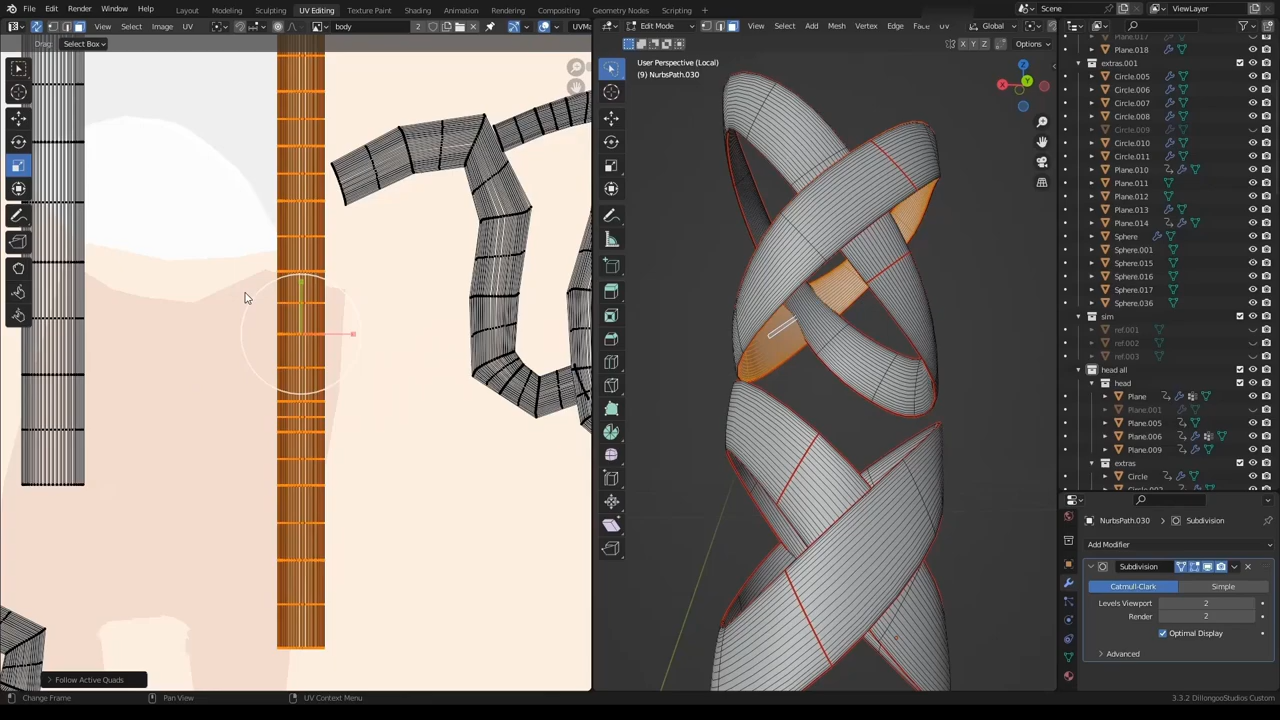 File Edit Render Window Help Layout Modeling Sculpting UV Editing Texture Paint Shading Animation Rendering Compositing Geometry Nodes Scripting Scene ViewLayer
View Select Image UV body 2 UVMa Edit Mode View Select Add Mesh Vertex Edge Face UV Global
Drag: Select Box X Y Z Options
User Perspective (Local)
(9) NurbsPath.030
Z
Y
X
Plane.017
Plane.018
extras.001
Circle.005
Circle.006
Circle.007
Circle.008
Circle.009
Circle.010
Circle.011
Plane.010
Plane.011
Plane.012
Plane.013
Plane.014
Sphere
Sphere.001
Sphere.015
Sphere.016
Sphere.017
Sphere.036
sim
ref.001
ref.002
ref.003
head all
head
Plane
Plane.001
Plane.005
Plane.006
Plane.009
extras
Circle
NurbsPath.030 Subdivision
Add Modifier
Subdivision
Catmull-Clark Simple
Levels Viewport 2
Render 2
Optimal Display
Advanced
Follow Active Quads
Change Frame Pan View UV Context Menu 3.3.2 DillongooStudios Custom